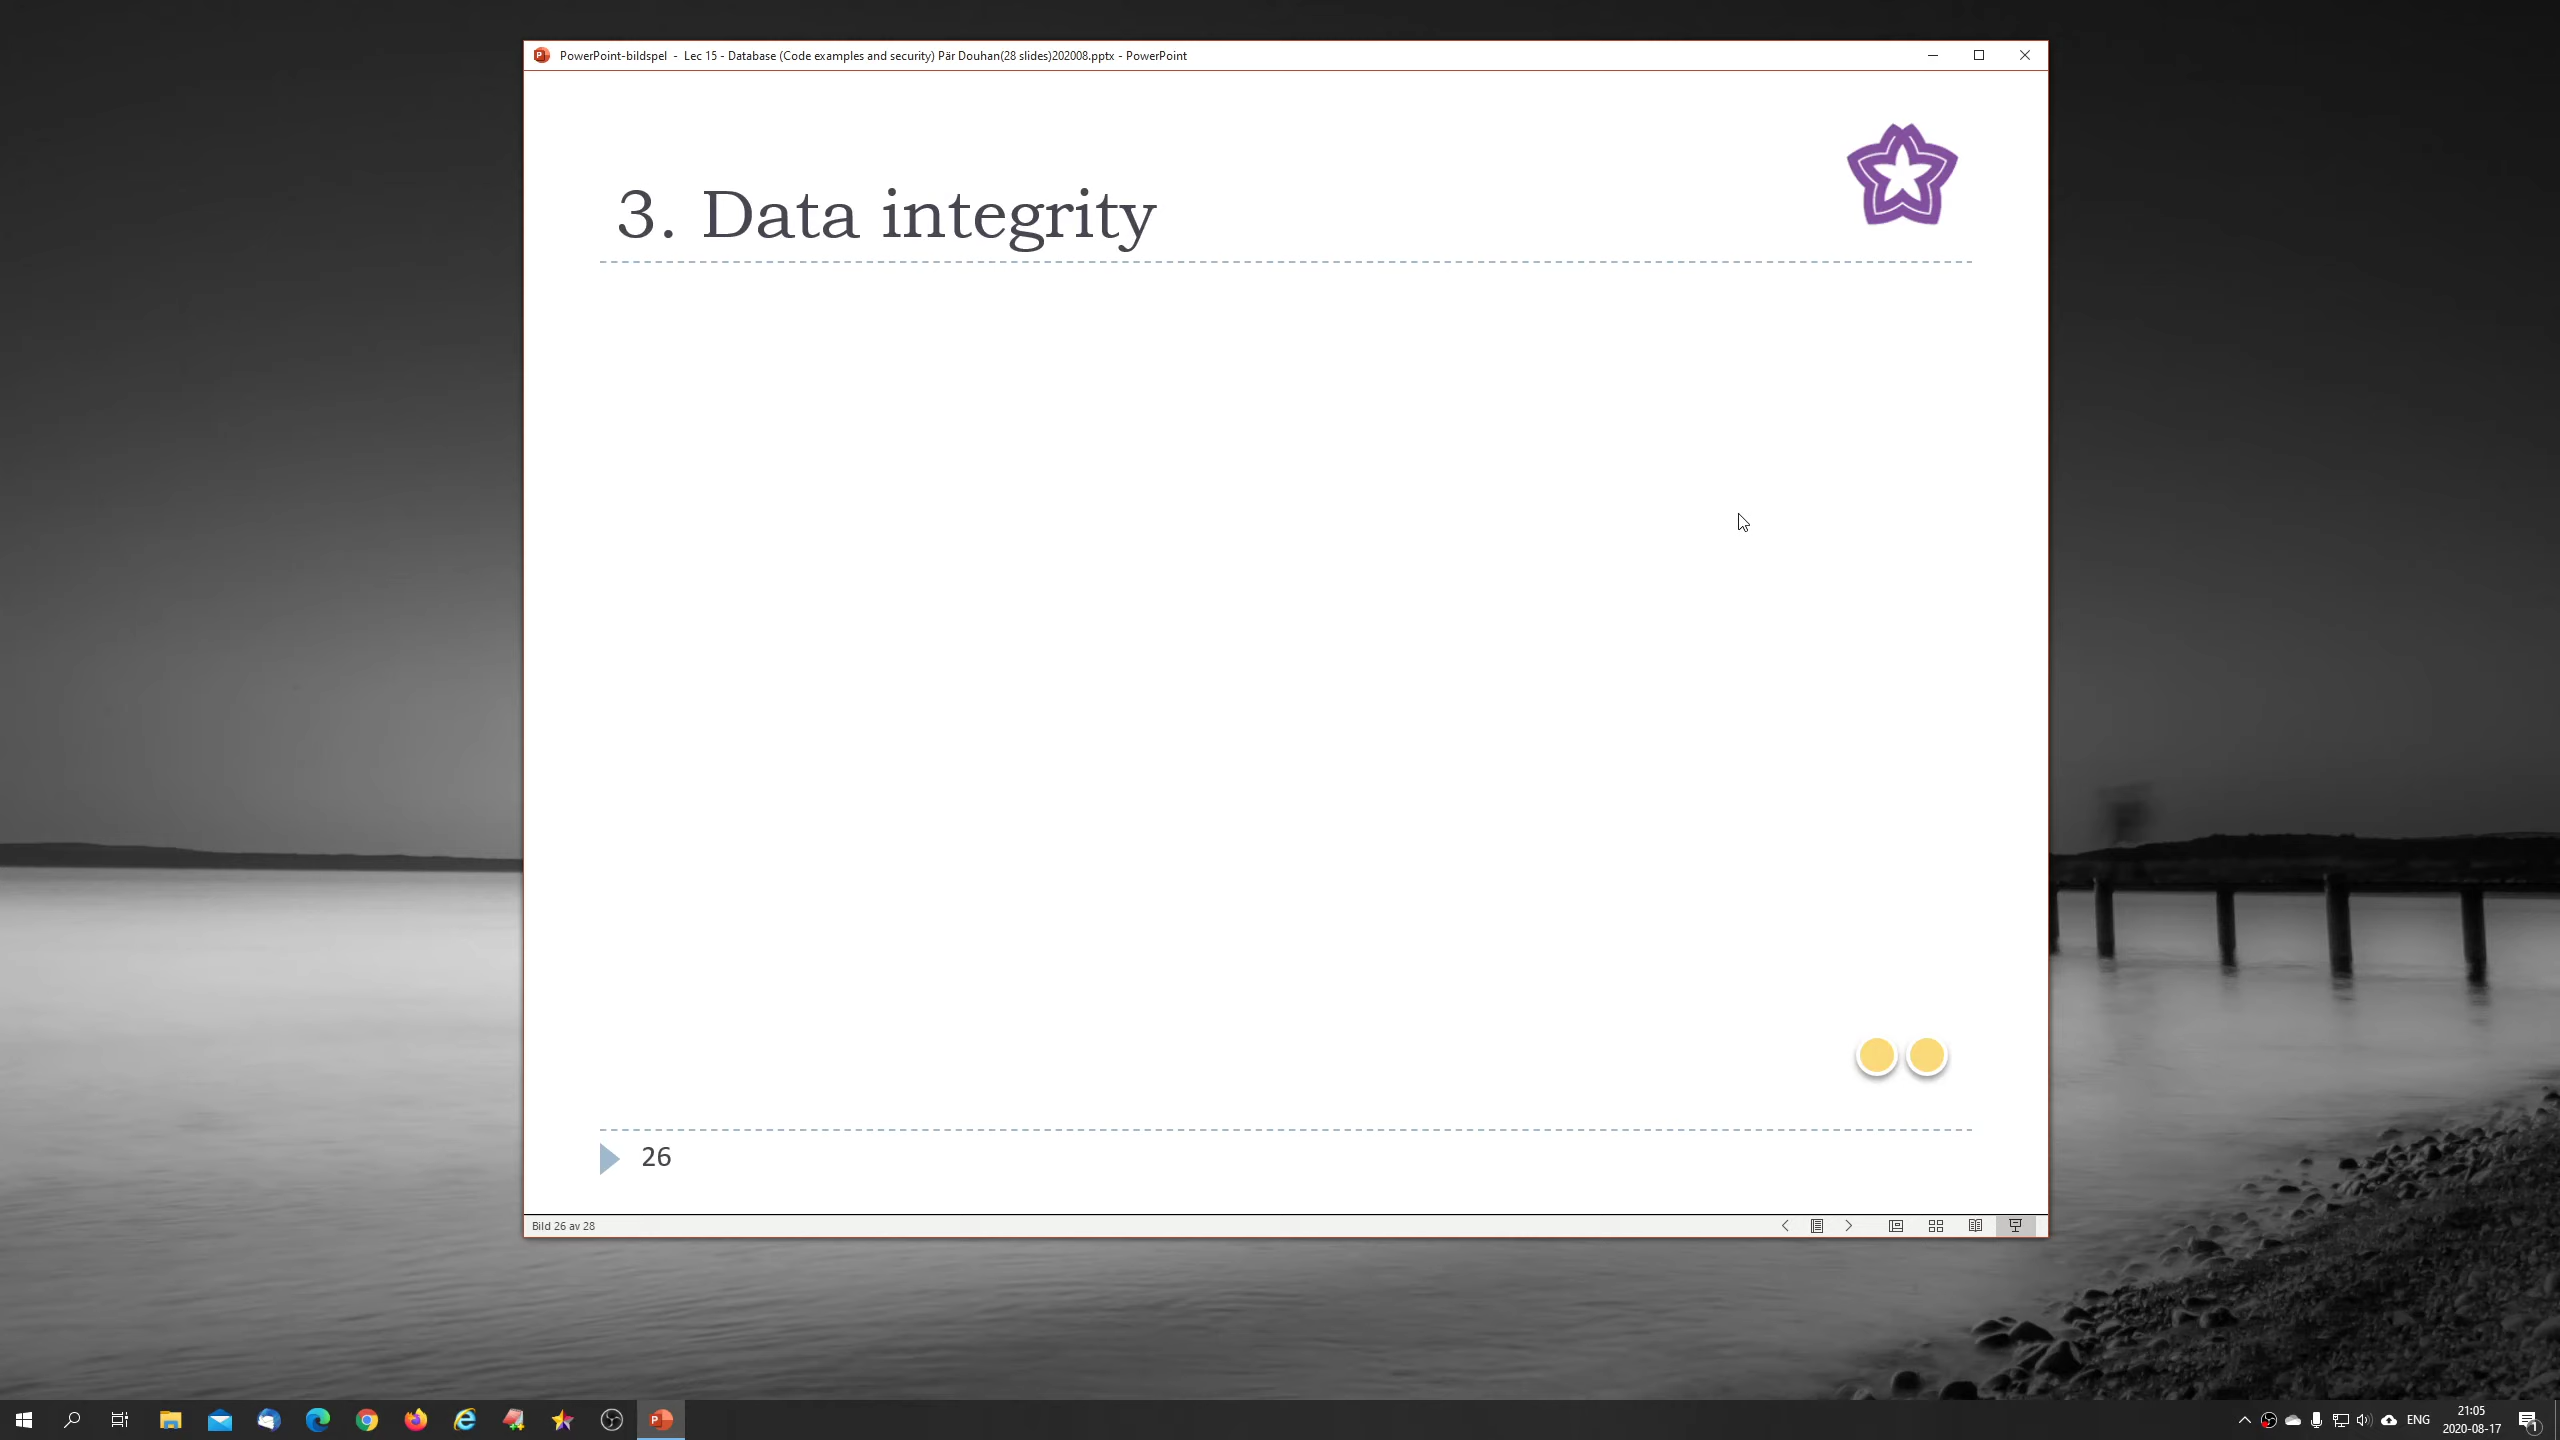 PowerPoint-bildspel - Lec 15 - Database (Code examples and security) Pär Douhan(28 slides)202008.pptx - PowerPoint
3. Data integrity
26
Bild 26 av 28
ENG
21:05
2020-08-17
1